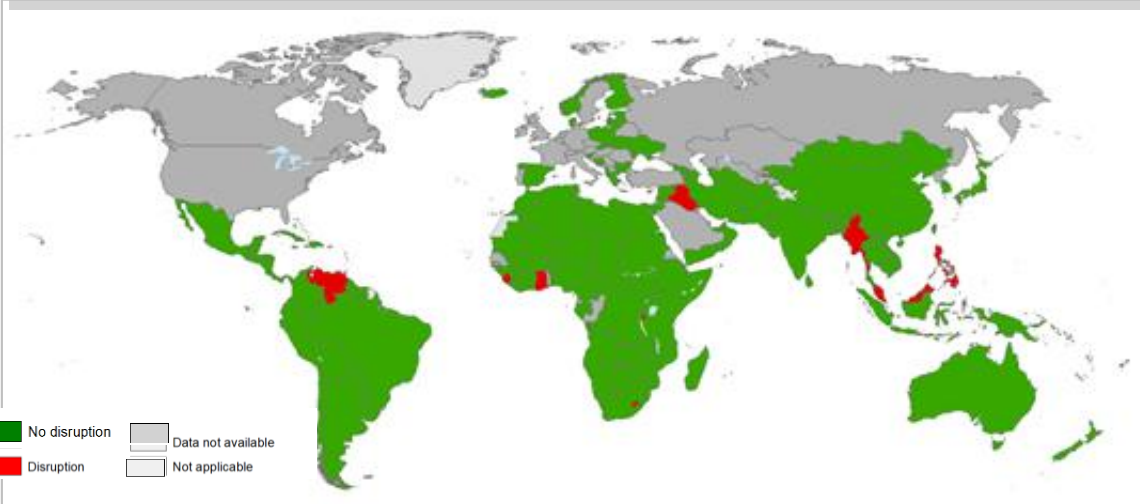 No disruption
Data not available
Disruption
Not applicable